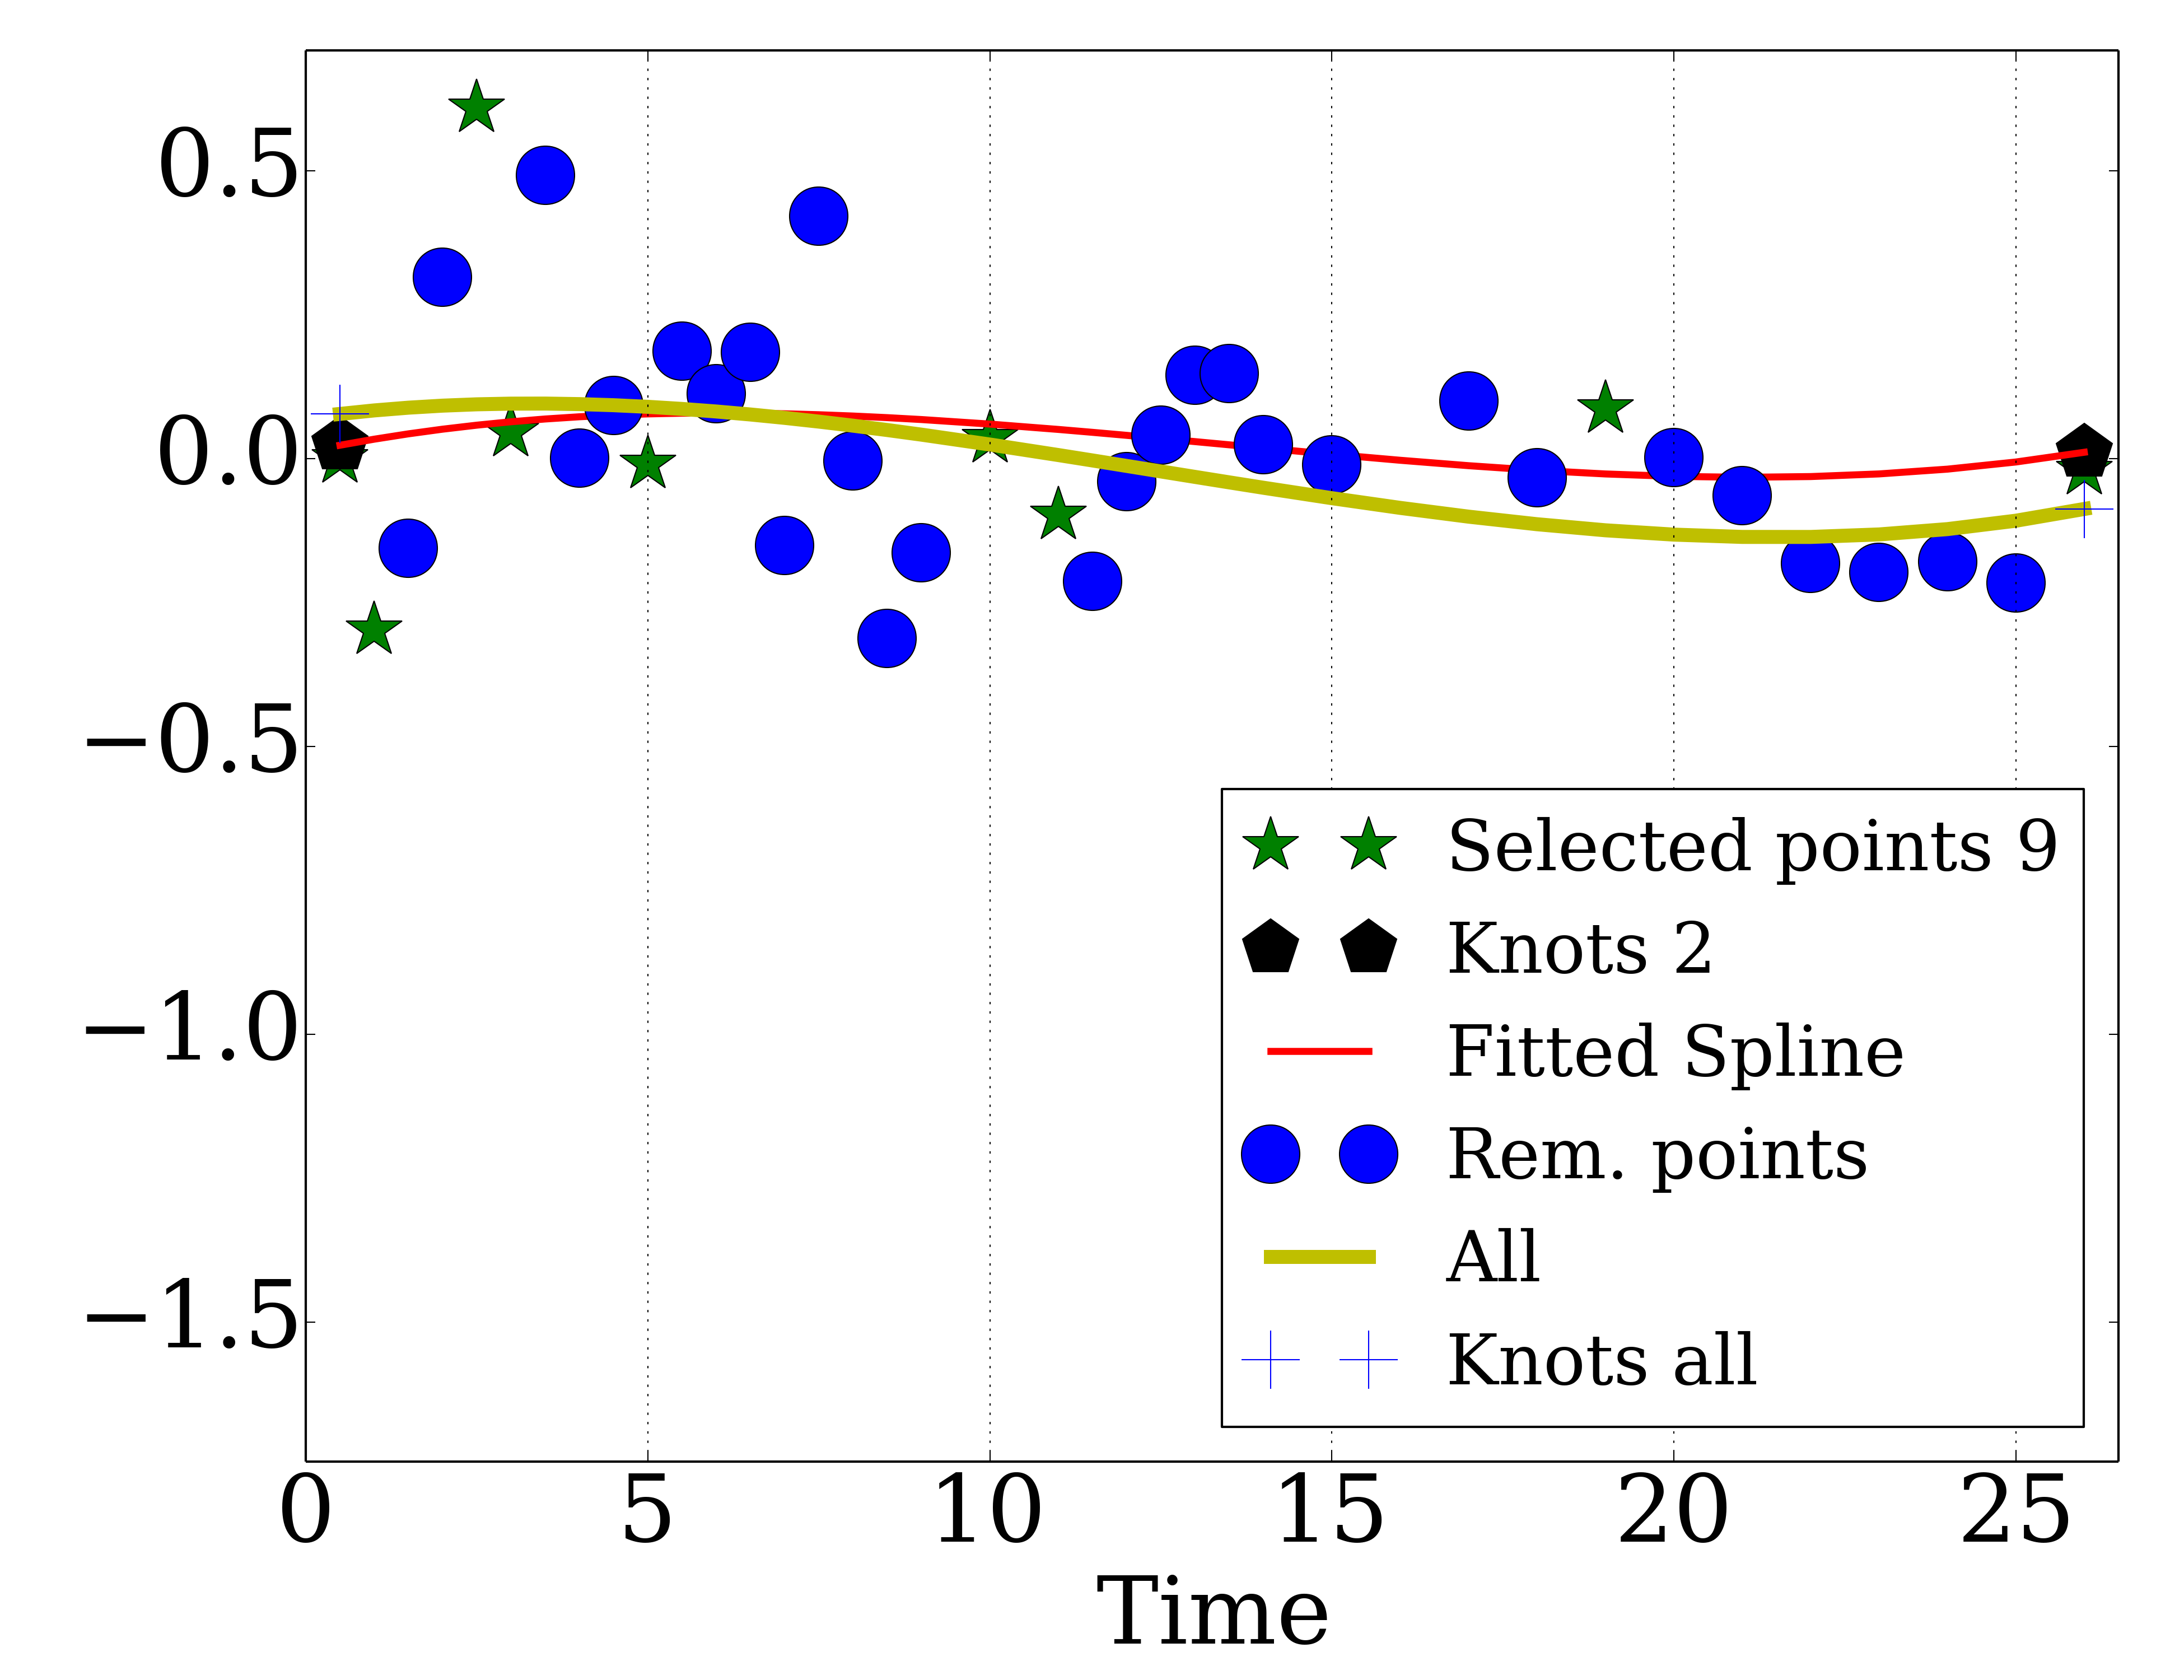 0.5
0.0
−0.5
−1.0
−1.5
Selected points 9
Knots 2
Fitted Spline
Rem. points
All
Knots all
0 5 10 15 20 25
Time